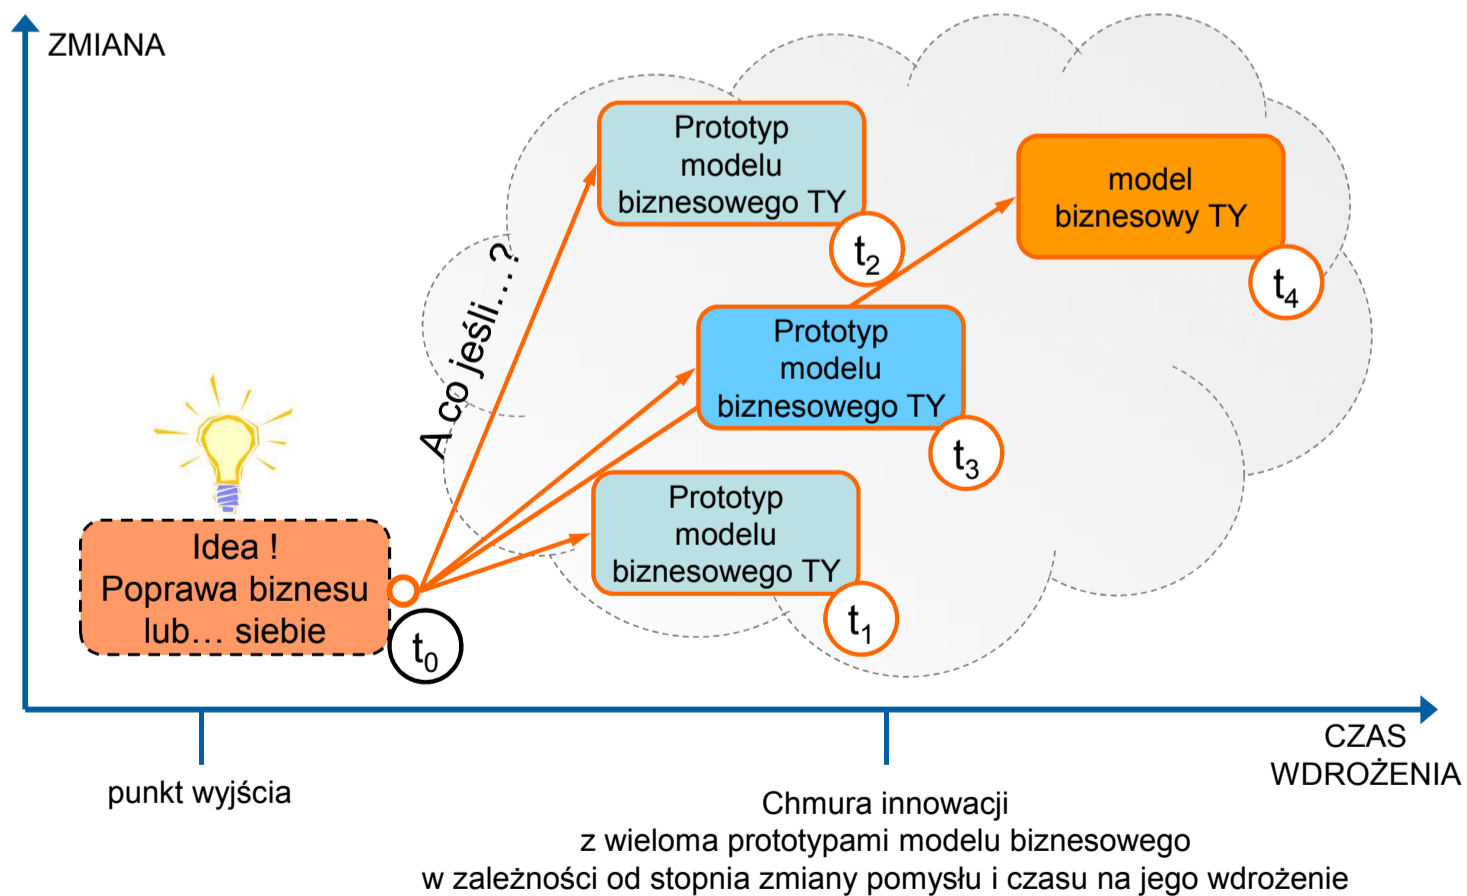 ZMIANA
Prototyp
modelu
biznesowego TY
t2
model
biznesowy TY
t4
A co jeśli…?
Prototyp
modelu
biznesowego TY
t3
Prototyp
modelu
biznesowego TY
t1
Idea !
Poprawa biznesu
lub… siebie
t0
CZAS
WDROŻENIA
punkt wyjścia
Chmura innowacji
z wieloma prototypami modelu biznesowego
w zależności od stopnia zmiany pomysłu i czasu na jego wdrożenie